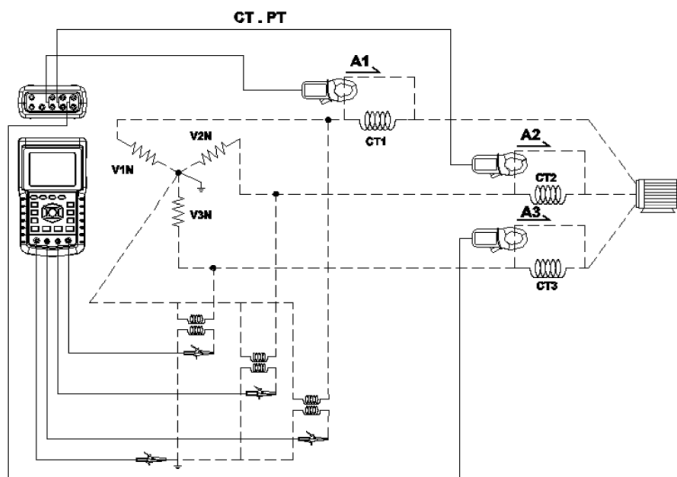 CT . PT
A1
CT1
V1N
V2N
A2
CT2
V3N
A3
CT3